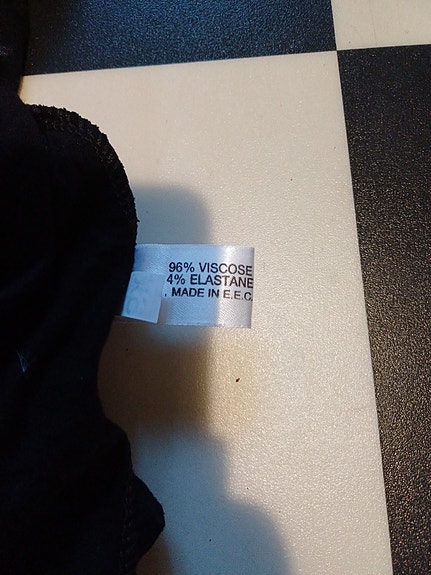 96% VISCOSE
4% ELASTANE
. MADE IN E.E.C.